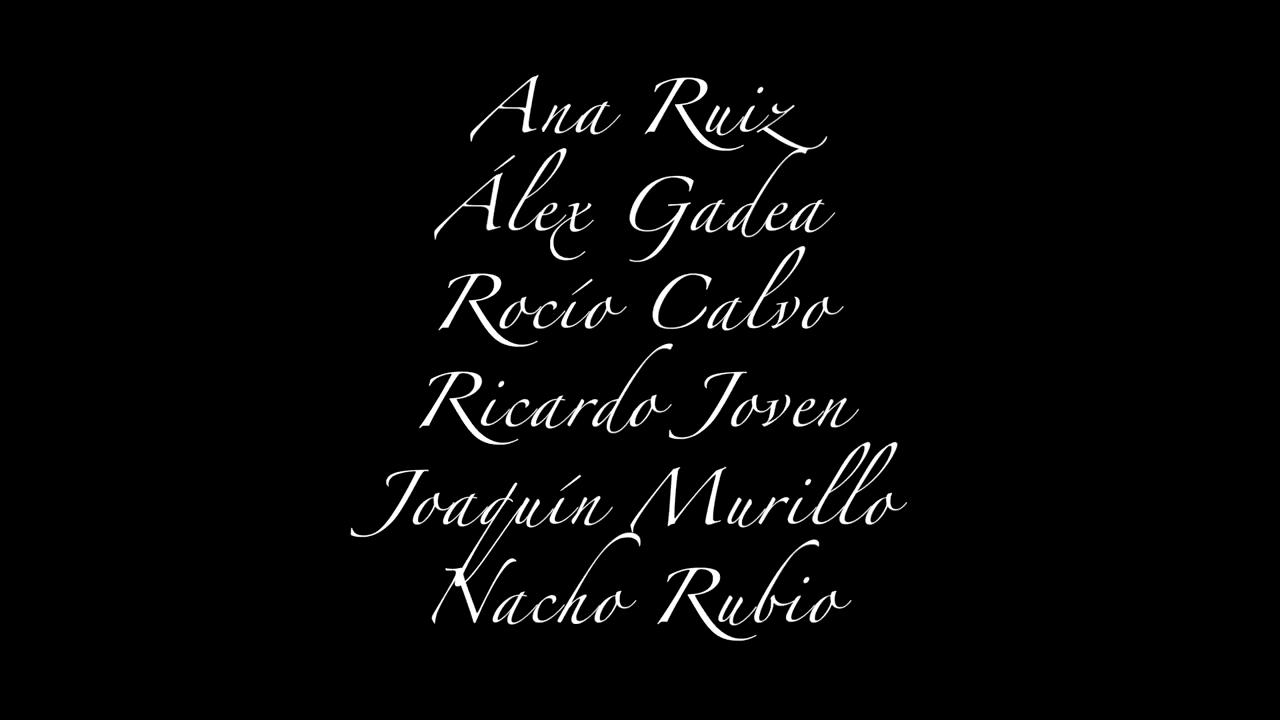 Ana Ruiz
Álex Gadea
Rocío Calvo
Ricardo Joven
Joaquín Murillo
Nacho Rubio